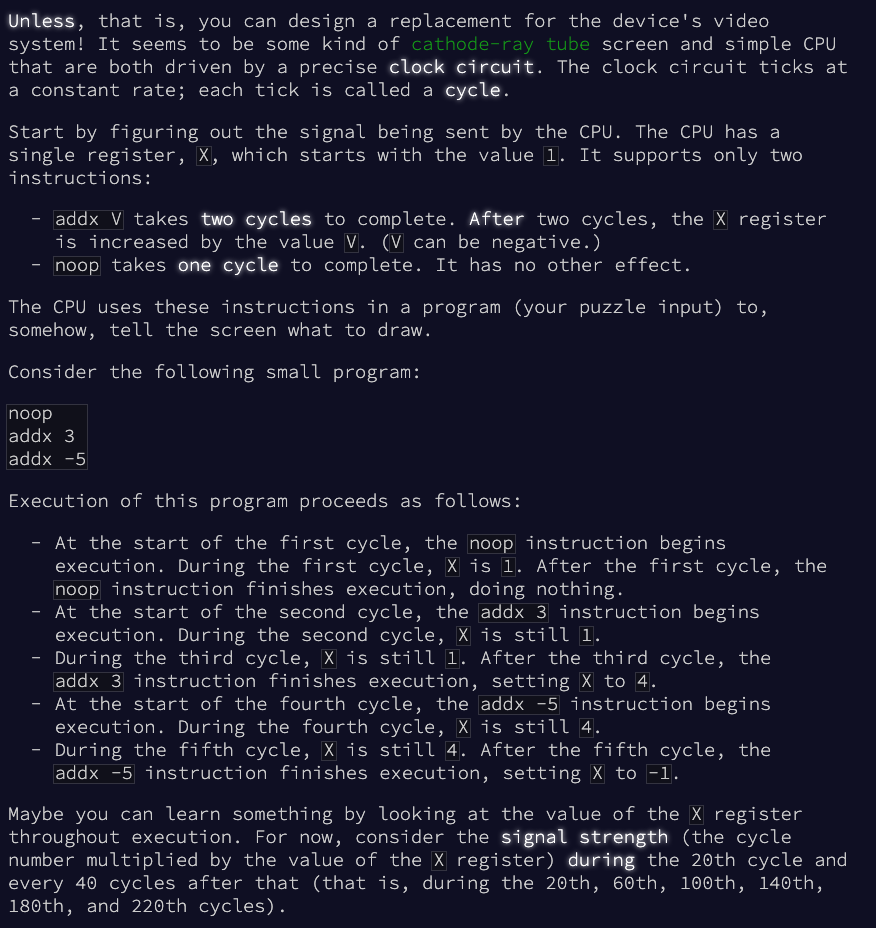 Unless, that is, you can design a replacement for the device's video
system! It seems to be some kind of cathode-ray tube screen and simple CPU
that are both driven by a precise clock circuit. The clock circuit ticks at
a constant rate; each tick is called a cycle.
Start by figuring out the signal being sent by the CPU. The CPU has a
single register, X, which starts with the value 1. It supports only two
instructions:
- addx V takes two cycles to complete. After two cycles, the X register
is increased by the value V. (V can be negative.)
- noop takes one cycle to complete. It has no other effect.
The CPU uses these instructions in a program (your puzzle input) to,
somehow, tell the screen what to draw.
Consider the following small program:
noop
addx 3
addx -5
Execution of this program proceeds as follows:
- At the start of the first cycle, the noop instruction begins
execution. During the first cycle, X is 1. After the first cycle, the
noop instruction finishes execution, doing nothing.
- At the start of the second cycle, the addx 3 instruction begins
execution. During the second cycle, X is still 1.
- During the third cycle, X is still 1. After the third cycle, the
addx 3 instruction finishes execution, setting X to 4.
- At the start of the fourth cycle, the addx -5 instruction begins
execution. During the fourth cycle, X is still 4.
- During the fifth cycle, X is still 4. After the fifth cycle, the
addx -5 instruction finishes execution, setting X to -1.
Maybe you can learn something by looking at the value of the X register
throughout execution. For now, consider the signal strength (the cycle
number multiplied by the value of the X register) during the 20th cycle and
every 40 cycles after that (that is, during the 20th, 60th, 100th, 140th,
180th, and 220th cycles).